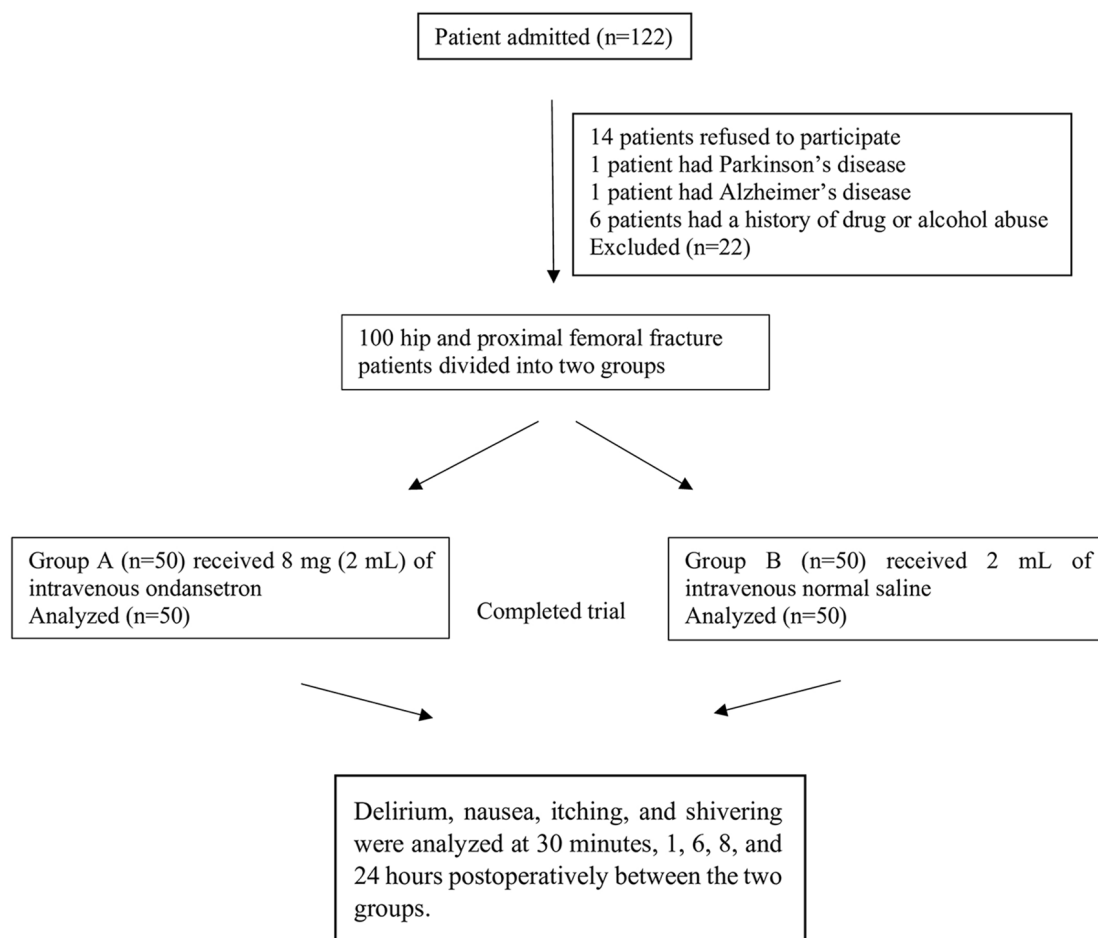 Patient admitted (n=122)
14 patients refused to participate
1 patient had Parkinson’s disease
1 patient had Alzheimer’s disease
6 patients had a history of drug or alcohol abuse
Excluded (n=22)
100 hip and proximal femoral fracture
patients divided into two groups
Group A (n=50) received 8 mg (2 mL) of
intravenous ondansetron
Analyzed (n=50)
Completed trial
Group B (n=50) received 2 mL of
intravenous normal saline
Analyzed (n=50)
Delirium, nausea, itching, and shivering
were analyzed at 30 minutes, 1, 6, 8, and
24 hours postoperatively between the two
groups.